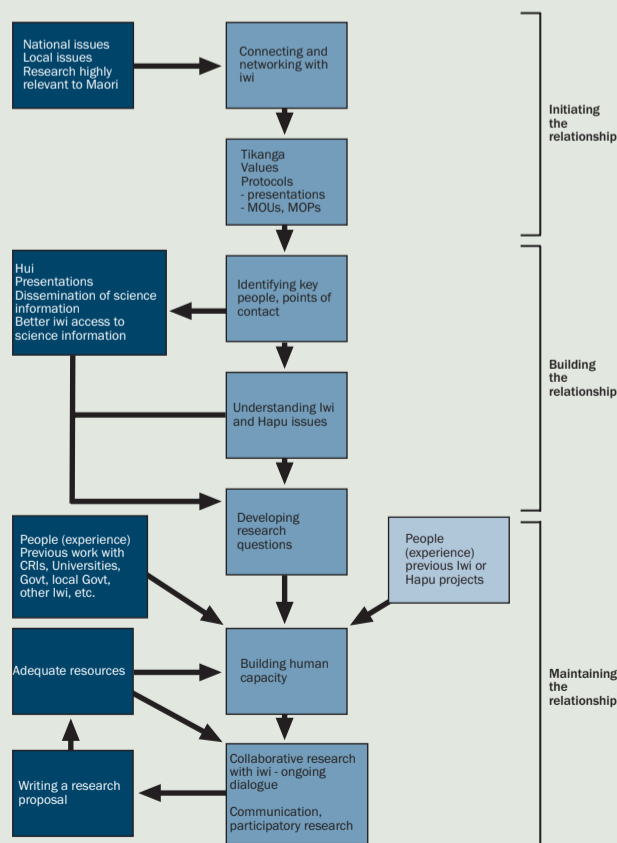 National issues
Local issues
Research highly
relevant to Maori
Connecting and
networking with
iwi
Initiating
the
relationship
Tikanga
Values
Protocols
- presentations
- MOUs, MOPs
Hui
Presentations
Dissemination of science
information
Better iwi access to
science information
Identifying key
people, points of
contact
Building
the
relationship
Understanding Iwi
and Hapu issues
Developing
research
questions
People (experience)
Previous work with
CRIs, Universities,
Govt, local Govt,
other Iwi, etc.
People
(experience)
previous Iwi or
Hapu projects
Adequate resources
Building human
capacity
Maintaining
the
relationship
Writing a research
proposal
Collaborative research
with iwi - ongoing
dialogue
Communication,
participatory research